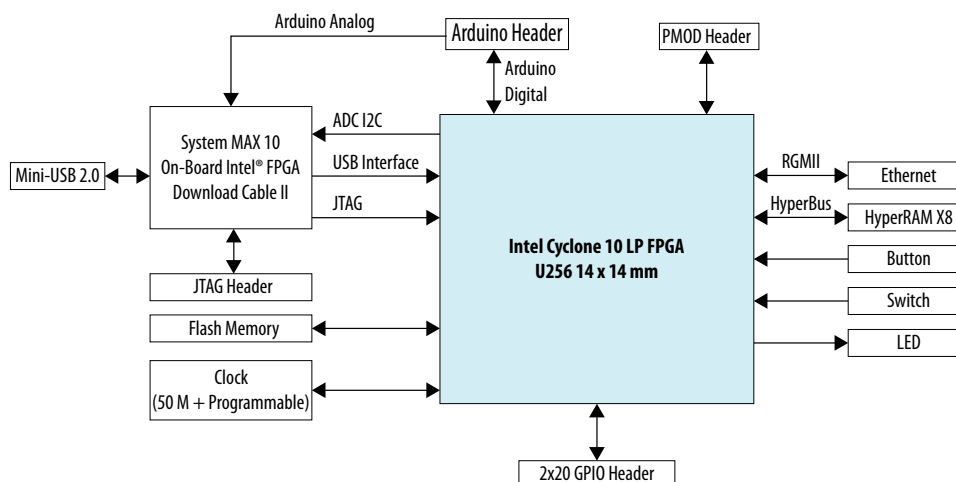 Arduino Analog
Arduino Header
PMOD Header
Arduino
Digital
ADC I2C
System MAX 10
On-Board Intel® FPGA
Download Cable II
Mini-USB 2.0
USB Interface
JTAG
RGMII
Ethernet
HyperBus
HyperRAM X8
Intel Cyclone 10 LP FPGA
U256 14 x 14 mm
Button
JTAG Header
Switch
Flash Memory
LED
Clock
(50 M + Programmable)
2x20 GPIO Header